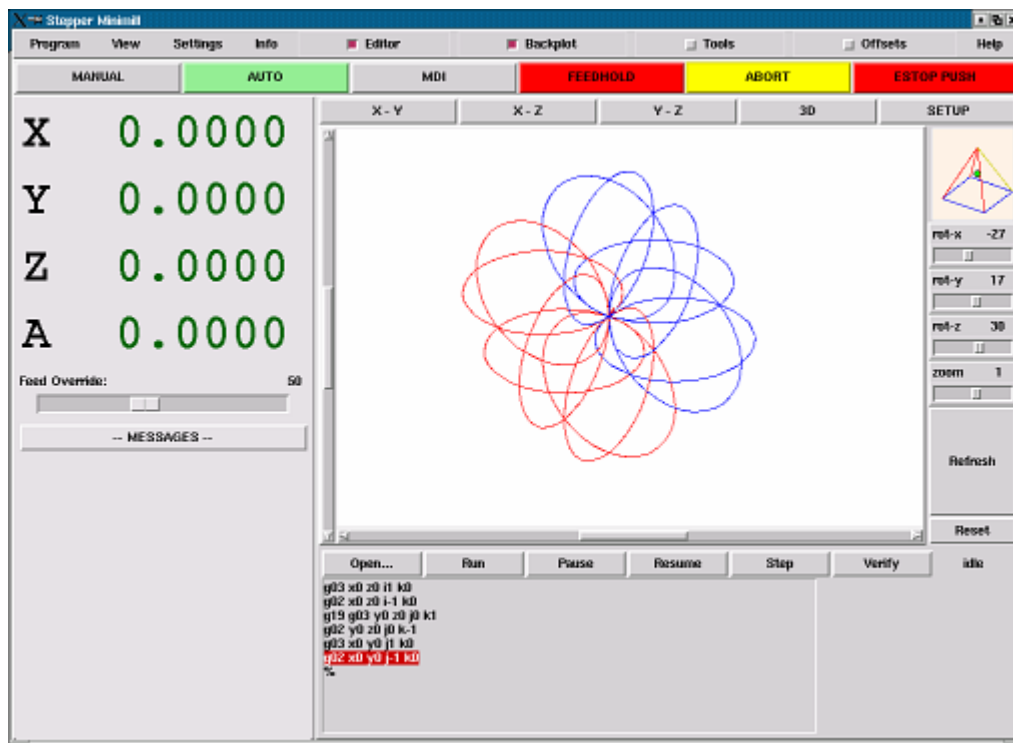 Stepper Minimill
Program View Settings Info Editor Backplot Tools Offsets Help
MANUAL AUTO MDI FEEDHOLD ABORT ESTOP PUSH
X 0.0000
Y 0.0000
Z 0.0000
A 0.0000
Feed Override: 50
-- MESSAGES --
X - Y X - Z Y - Z 3D SETUP
rot-x -27
rot-y 17
rot-z 30
zoom 1
Refresh
Reset
Open... Run Pause Resume Step Verify idle
g03 x0 z0 i1 k0
g02 x0 z0 i-1 k0
g19 g03 y0 z0 j0 k1
g02 y0 z0 j0 k-1
g03 x0 y0 j1 k0
g02 x0 y0 j-1 k0
%